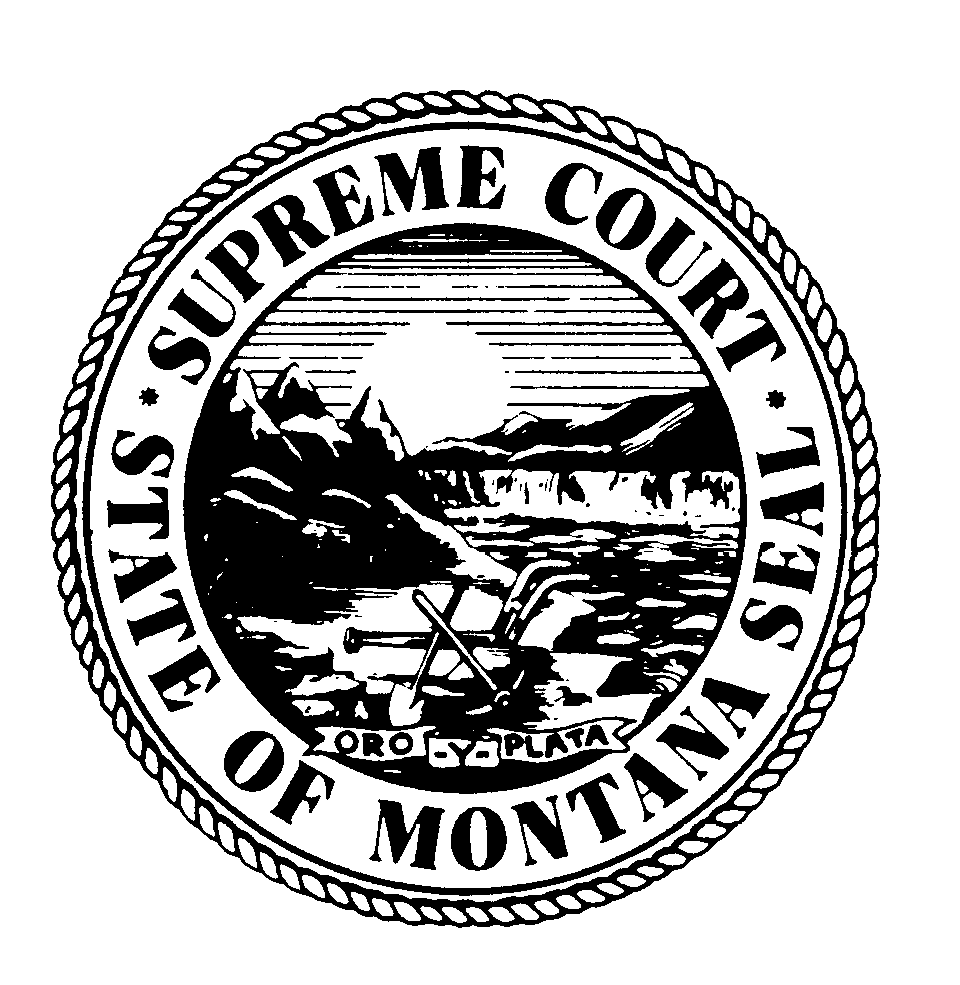 SUPREME COURT
STATE OF MONTANA SEAL
ORO -Y- PLATA